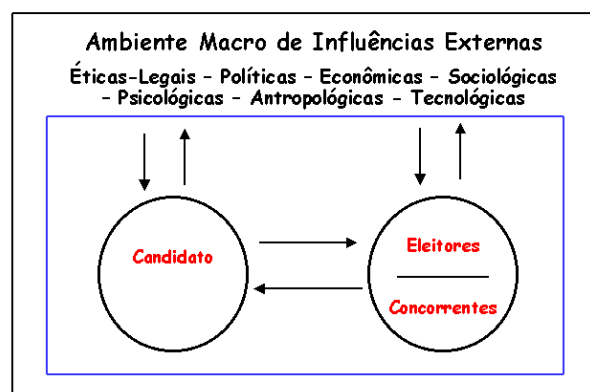 Ambiente Macro de Influências Externas
Éticas-Legais - Políticas - Econômicas - Sociológicas
- Psicológicas - Antropológicas - Tecnológicas
Candidato
Eleitores
Concorrentes